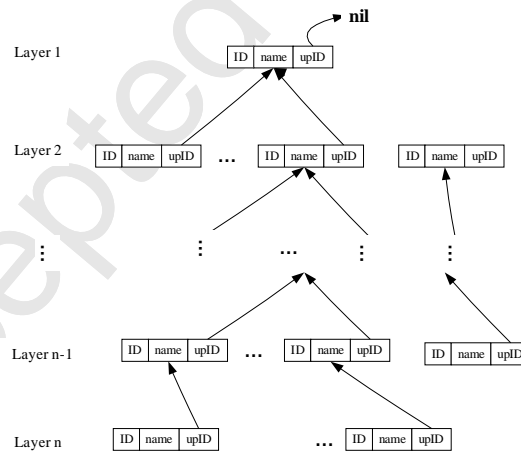 nil
Layer 1 ID name upID
Layer 2 ID name upID ... ID name upID ID name upID
...
Layer n-1 ID name upID ... ID name upID ID name upID
Layer n ID name upID ... ID name upID